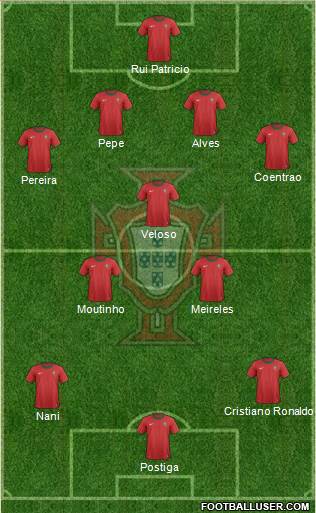 Rui Patricio
Pepe
Alves
Pereira
Coentrao
Veloso
Moutinho
Meireles
Nani
Cristiano Ronaldo
Postiga
FOOTBALLUSER.COM